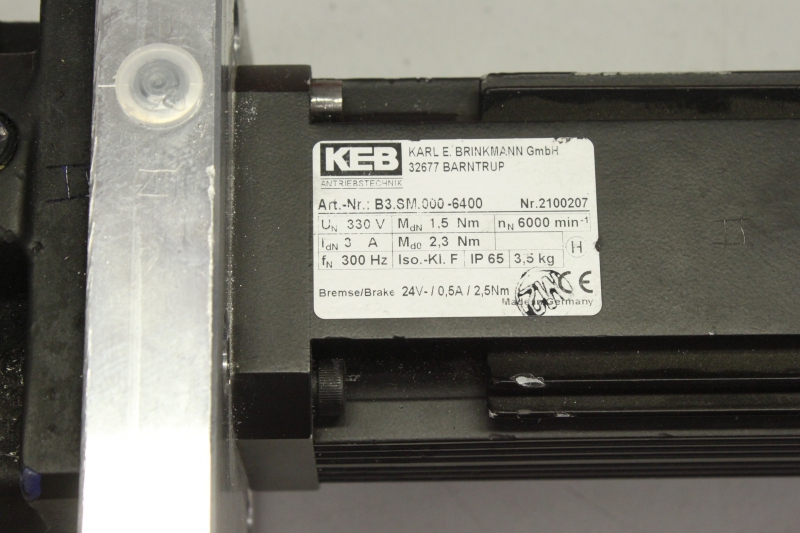 KEB KARL E. BRINKMANN GmbH
32677 BARNTRUP
ANTRIEBSTECHNIK
Art.-Nr.: B3.SM.000-6400 Nr.2100207
UN 330 V MdN 1,5 Nm nN 6000 min-1
IdN 3 A Md0 2,3 Nm H
fN 300 Hz Iso.-Kl. F IP 65 3,5 kg
Bremse/Brake 24V- / 0,5A / 2,5Nm CE
Made in Germany